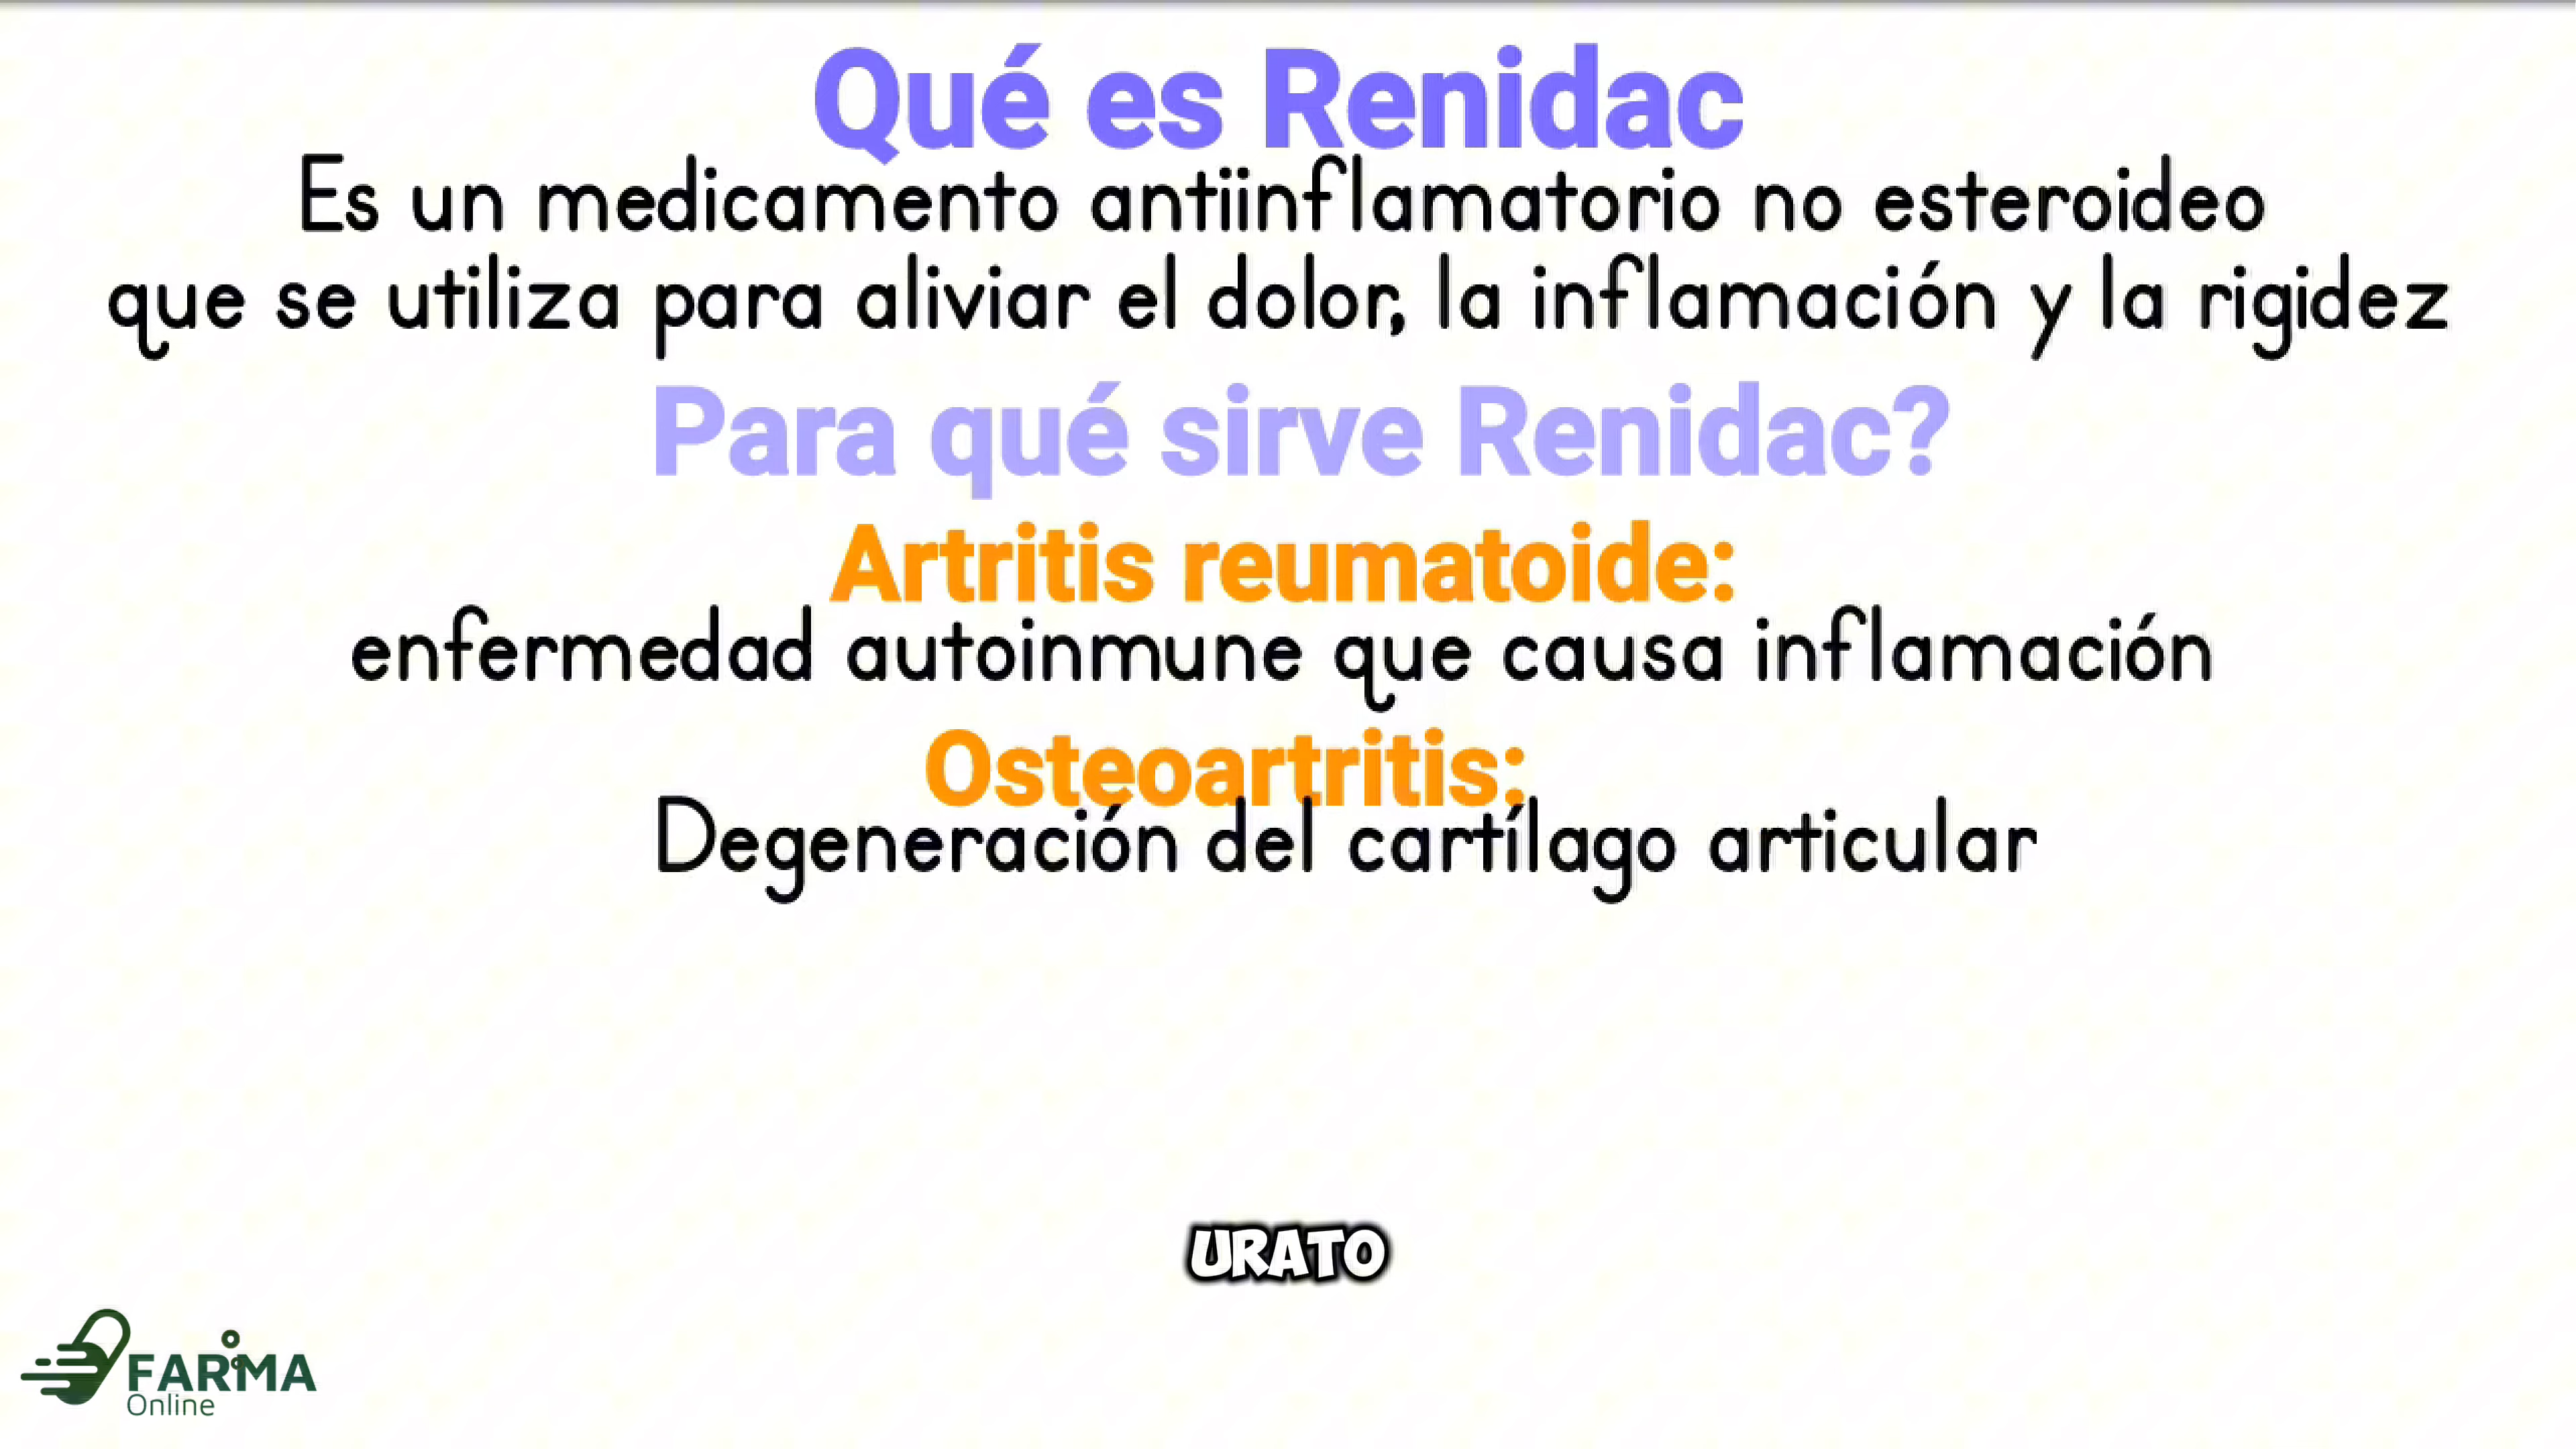 Qué es Renidac
Es un medicamento antiinflamatorio no esteroideo
que se utiliza para aliviar el dolor, la inflamación y la rigidez
Para qué sirve Renidac?
Artritis reumatoide:
enfermedad autoinmune que causa inflamación
Osteoartritis:
Degeneración del cartílago articular
URATO
FARMA
Online